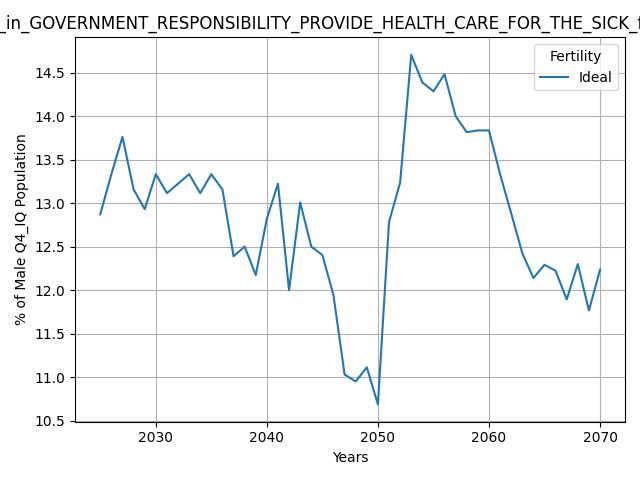 _in_GOVERNMENT_RESPONSIBILITY_PROVIDE_HEALTH_CARE_FOR_THE_SICK_
Fertility
Ideal
% of Male Q4_IQ Population
14.5
14.0
13.5
13.0
12.5
12.0
11.5
11.0
10.5
2030 2040 2050 2060 2070
Years